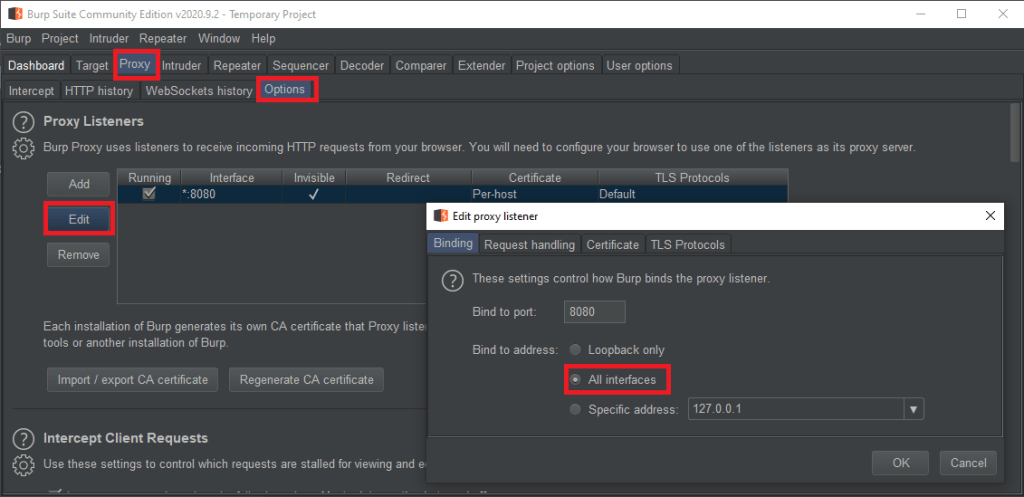 Burp Suite Community Edition v2020.9.2 - Temporary Project
Burp Project Intruder Repeater Window Help
Dashboard Target Proxy Intruder Repeater Sequencer Decoder Comparer Extender Project options User options
Intercept HTTP history WebSockets history Options
Proxy Listeners
Burp Proxy uses listeners to receive incoming HTTP requests from your browser. You will need to configure your browser to use one of the listeners as its proxy server.
Add
Running Interface Invisible Redirect Certificate TLS Protocols
*:8080 Per-host Default
Edit
Remove
Each installation of Burp generates its own CA certificate that Proxy
tools or another installation of Burp.
Import / export CA certificate Regenerate CA certificate
Intercept Client Requests
Use these settings to control which requests are stalled for viewing and
Edit proxy listener
Binding Request handling Certificate TLS Protocols
These settings control how Burp binds the proxy listener.
Bind to port: 8080
Bind to address: Loopback only
All interfaces
Specific address: 127.0.0.1
OK Cancel